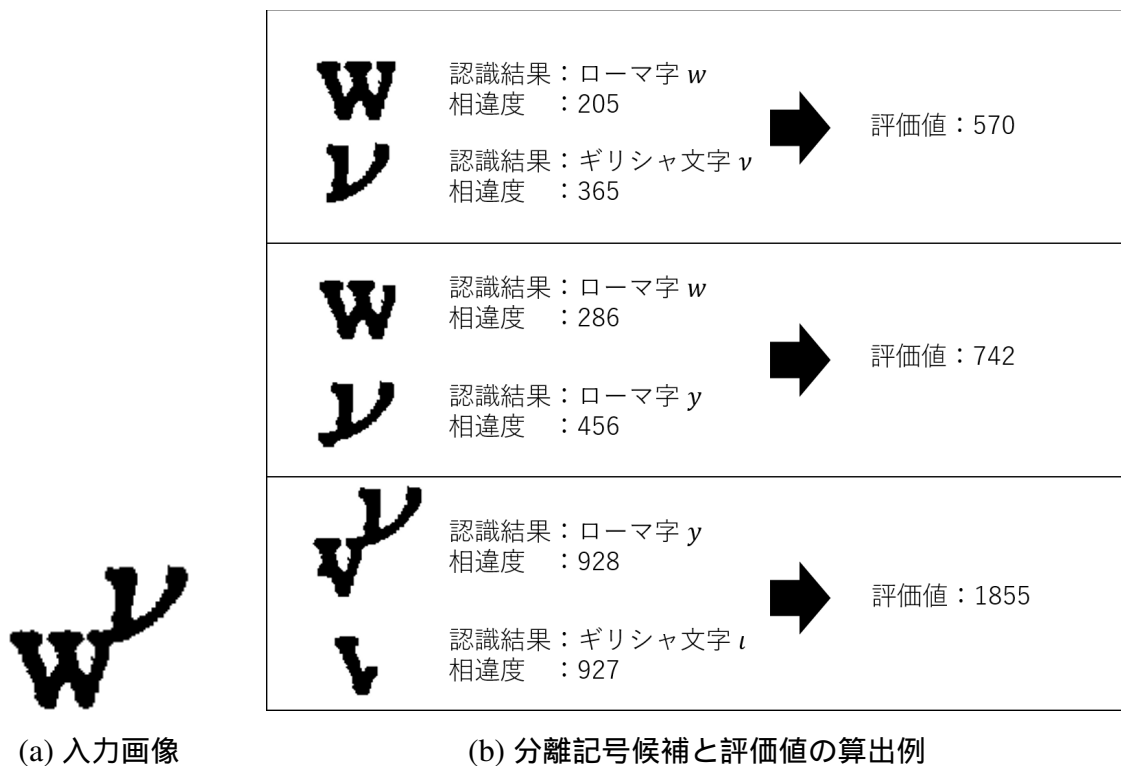 認識結果：ローマ字 w
相違度　：205
評価値：570
認識結果：ギリシャ文字 ν
相違度　：365
認識結果：ローマ字 w
相違度　：286
評価値：742
認識結果：ローマ字 y
相違度　：456
認識結果：ローマ字 y
相違度　：928
評価値：1855
認識結果：ギリシャ文字 ι
相違度　：927
w
ν
w
(a) 入力画像
(b) 分離記号候補と評価値の算出例